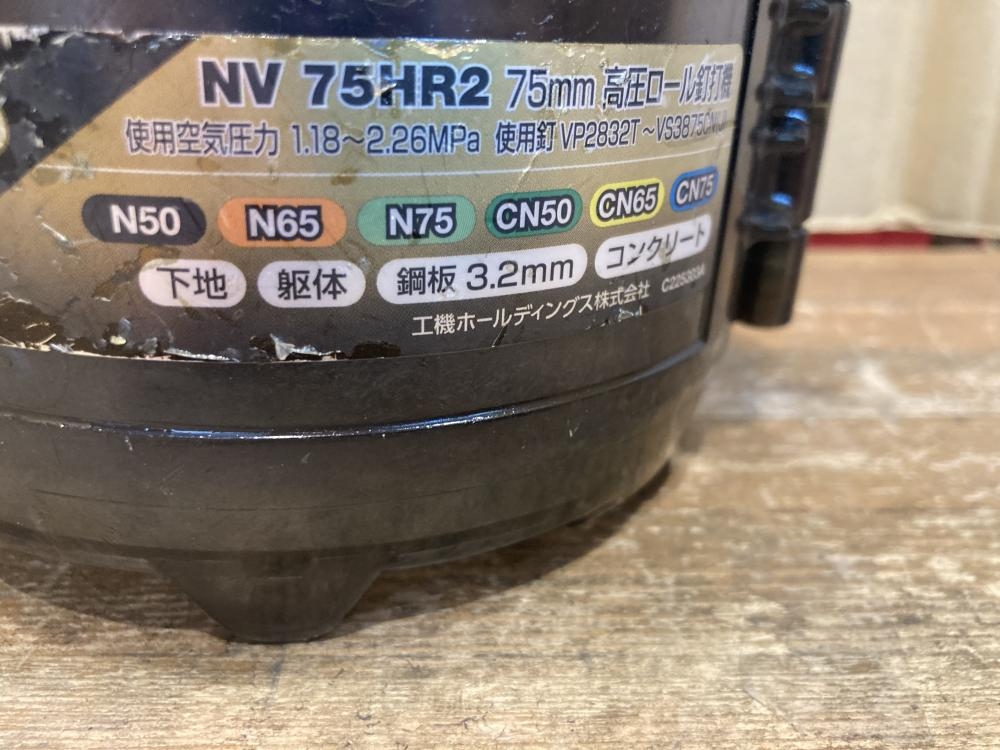 NV 75HR2 75mm 高圧ロール釘打機
使用空気圧力 1.18〜2.26MPa 使用釘 VP2832T〜VS3875CN(J)
N50 N65 N75 CN50 CN65 CN75
下地 躯体 鋼板 3.2mm コンクリート
工機ホールディングス株式会社 C225303A